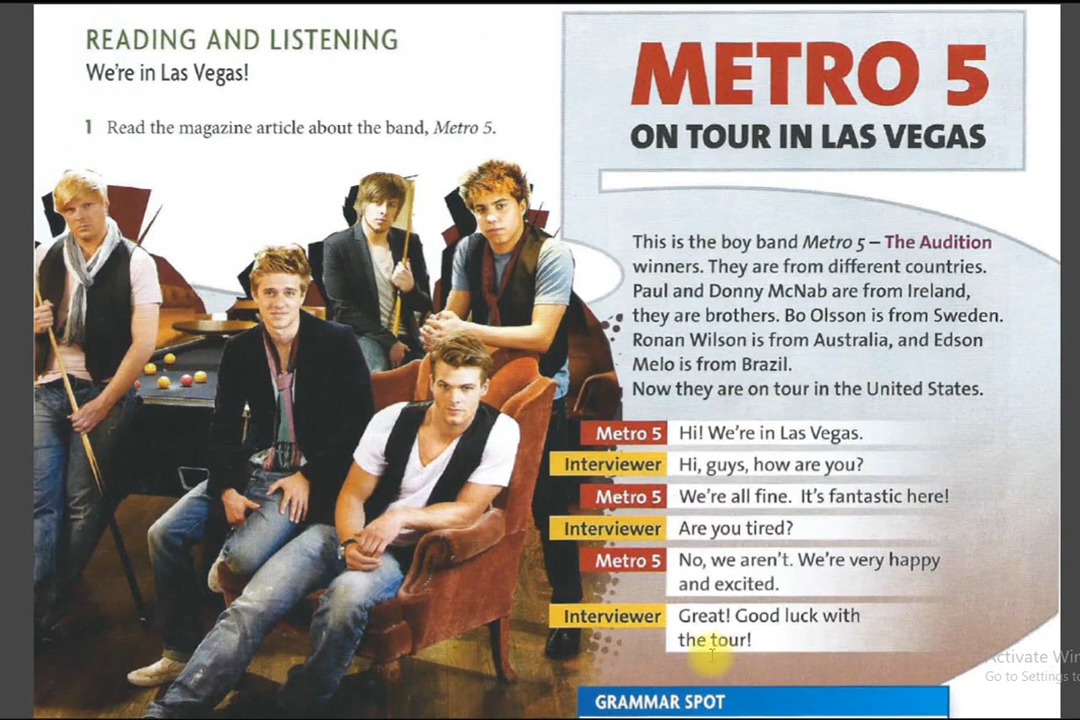 READING AND LISTENING
We're in Las Vegas!
1 Read the magazine article about the band, Metro 5.
METRO 5
ON TOUR IN LAS VEGAS
This is the boy band Metro 5 – The Audition
winners. They are from different countries.
Paul and Donny McNab are from Ireland,
they are brothers. Bo Olsson is from Sweden.
Ronan Wilson is from Australia, and Edson
Melo is from Brazil.
Now they are on tour in the United States.
Metro 5 Hi! We're in Las Vegas.
Interviewer Hi, guys, how are you?
Metro 5 We're all fine. It's fantastic here!
Interviewer Are you tired?
Metro 5 No, we aren't. We're very happy
and excited.
Interviewer Great! Good luck with
the tour!
Activate Win
Go to Settings to
GRAMMAR SPOT